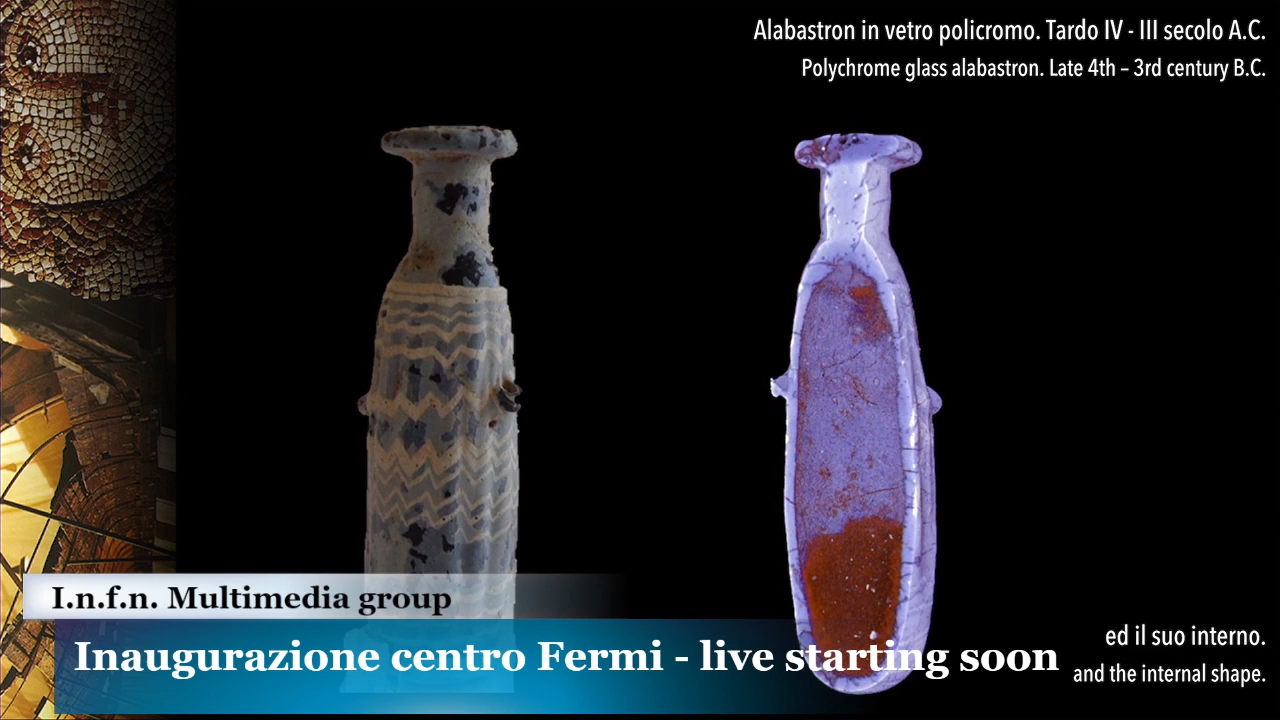 Alabastron in vetro policromo. Tardo IV - III secolo A.C.
Polychrome glass alabastron. Late 4th – 3rd century B.C.
I.n.f.n. Multimedia group
ed il suo interno.
Inaugurazione centro Fermi - live starting soon
and the internal shape.